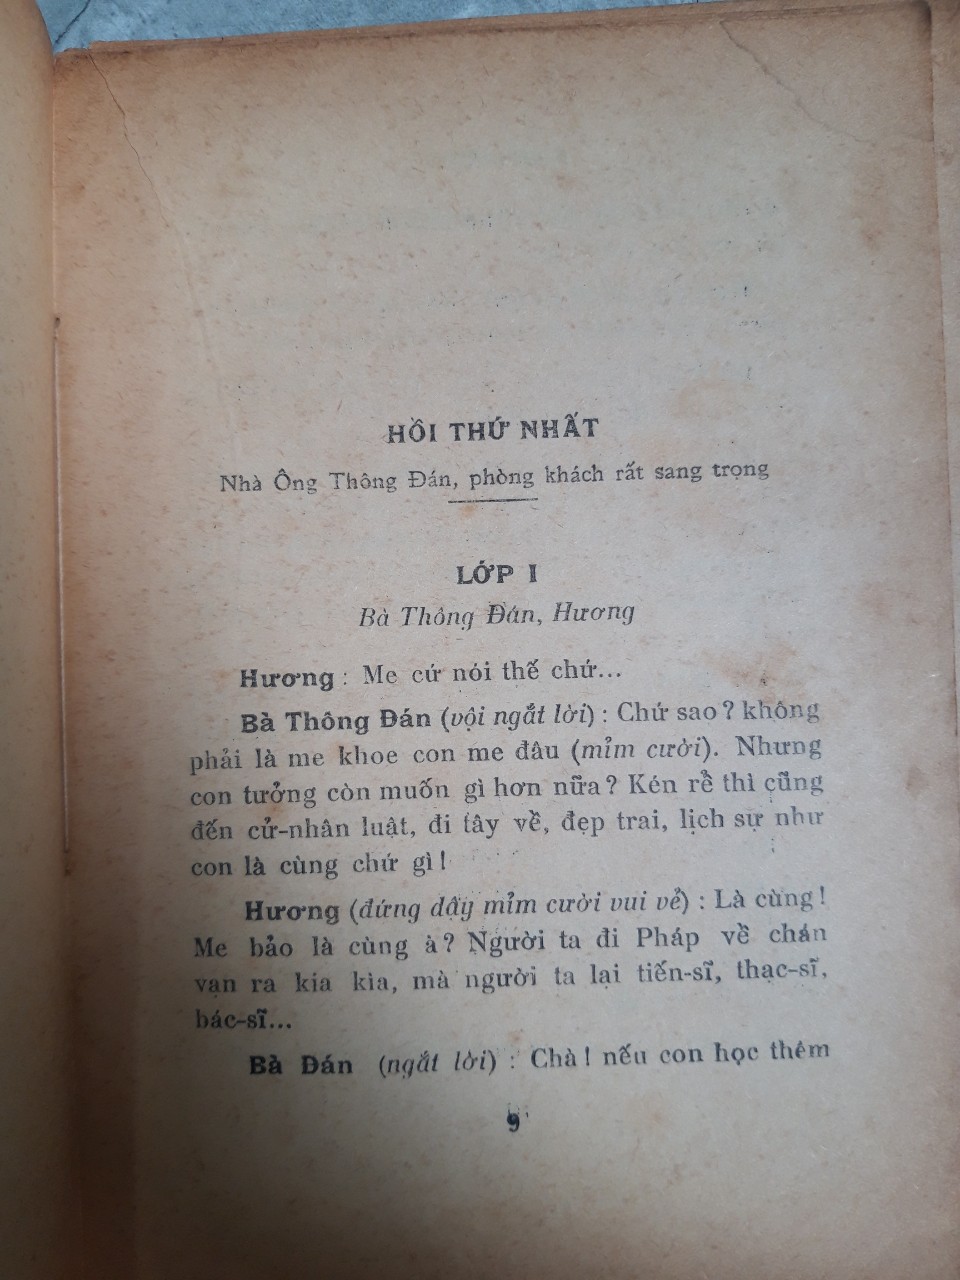 HỒI THỨ NHẤT
Nhà Ông Thông Đán, phòng khách rất sang trọng
LỚP I
Bà Thông Đán, Hương
Hương : Me cứ nói thế chứ...
Bà Thông Đán (vội ngắt lời) : Chứ sao ? không
phải là me khoe con me đâu (mỉm cười). Nhưng
con tưởng còn muốn gì hơn nữa ? Kén rể thì cũng
đến cử-nhân luật, đi tây về, đẹp trai, lịch sự như
con là cùng chứ gì !
Hương (đứng dậy mỉm cười vui vẻ) : Là cùng !
Me bảo là cùng à ? Người ta đi Pháp về chán
vạn ra kia kìa, mà người ta lại tiến-sĩ, thạc-sĩ,
bác-sĩ...
Bà Đán (ngắt lời) : Chà ! nếu con học thêm
9